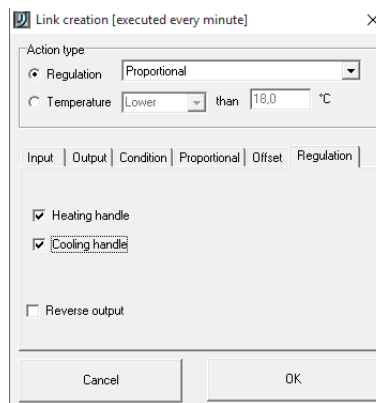 Link creation [executed every minute]
Action type
Regulation Proportional
Temperature Lower than 18,0 °C
Input Output Condition Proportional Offset Regulation
Heating handle
Cooling handle
Reverse output
Cancel OK